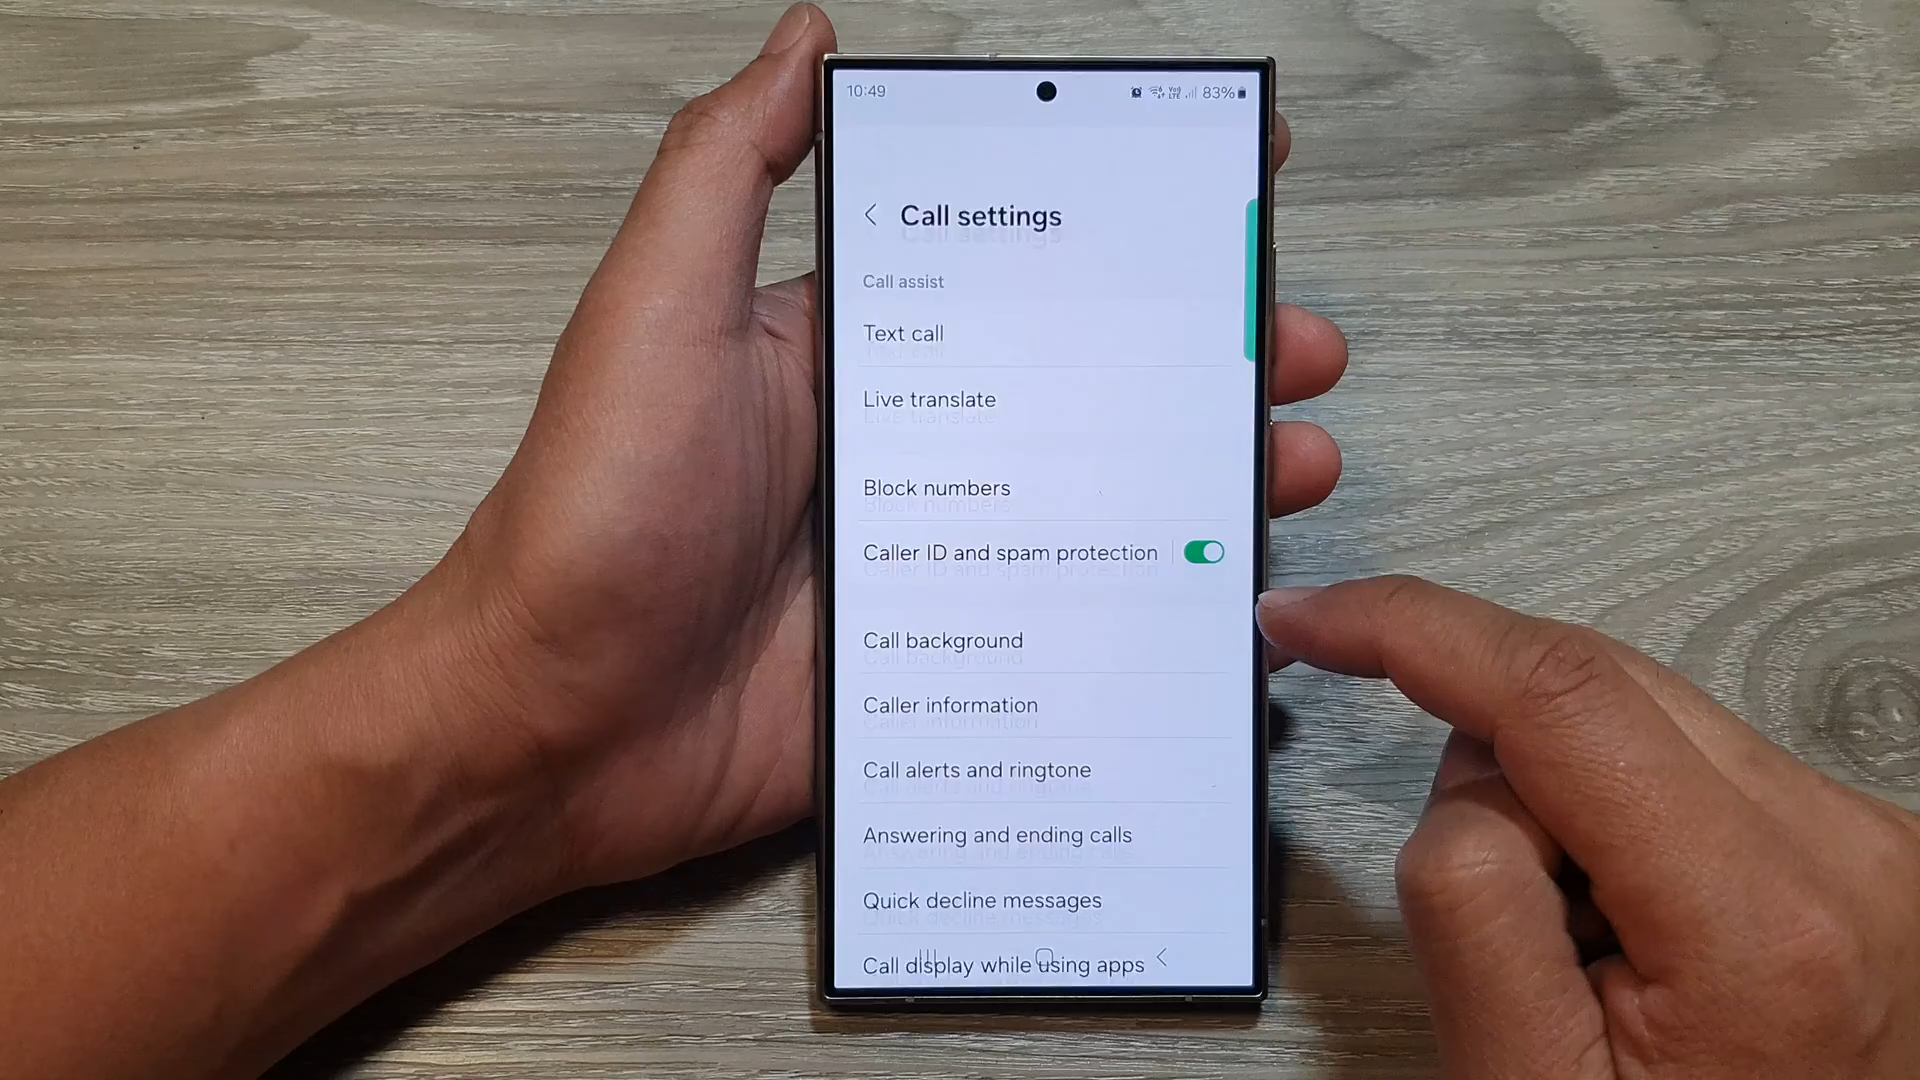 10:49
Vo)) LTE 83%
Call settings
Call assist
Text call
Live translate
Block numbers
Caller ID and spam protection
Call background
Caller information
Call alerts and ringtone
Answering and ending calls
Quick decline messages
Call display while using apps